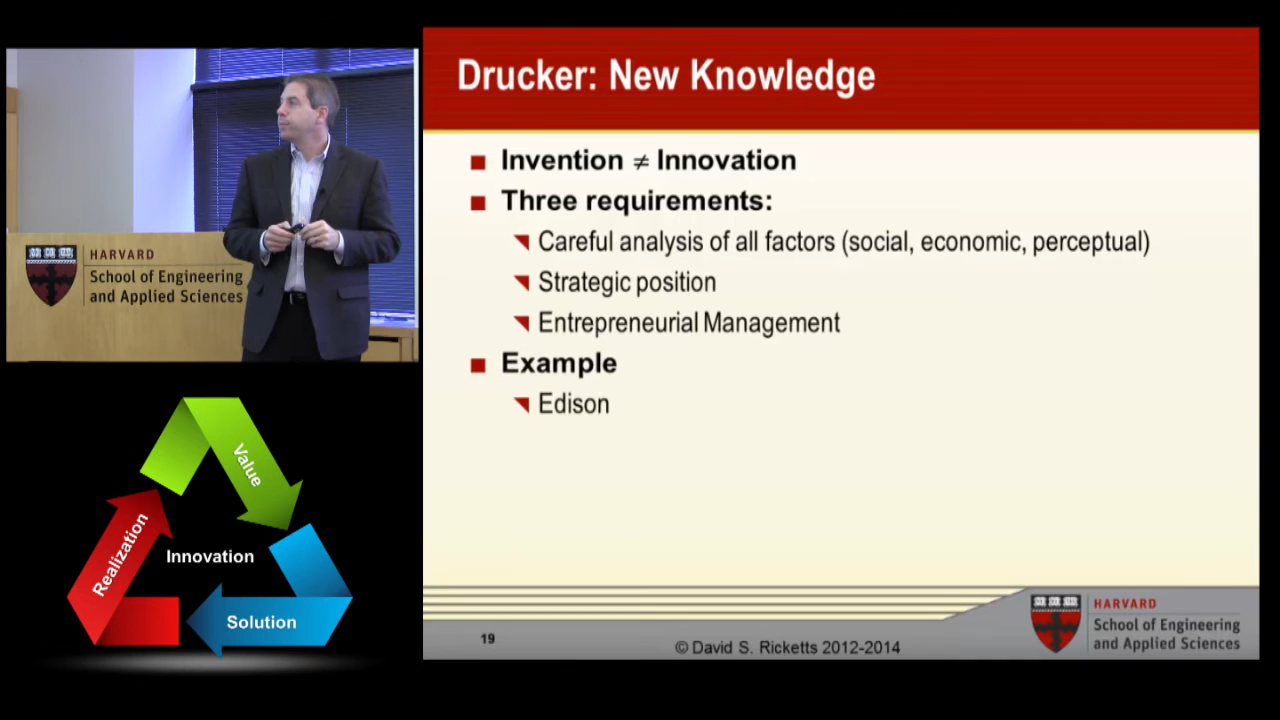 HARVARD
School of Engineering
and Applied Sciences
Value
Realization
Innovation
Solution
Drucker: New Knowledge
Invention ≠ Innovation
Three requirements:
Careful analysis of all factors (social, economic, perceptual)
Strategic position
Entrepreneurial Management
Example
Edison
19
© David S. Ricketts 2012-2014
HARVARD
School of Engineering
and Applied Sciences